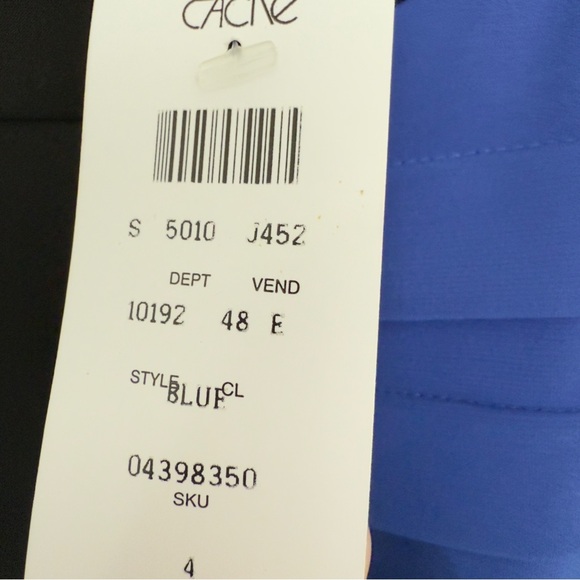 CACHE
S 5010 J452
DEPT VEND
10192 48 E
STYLE CL
BLUE
04398350
SKU
4